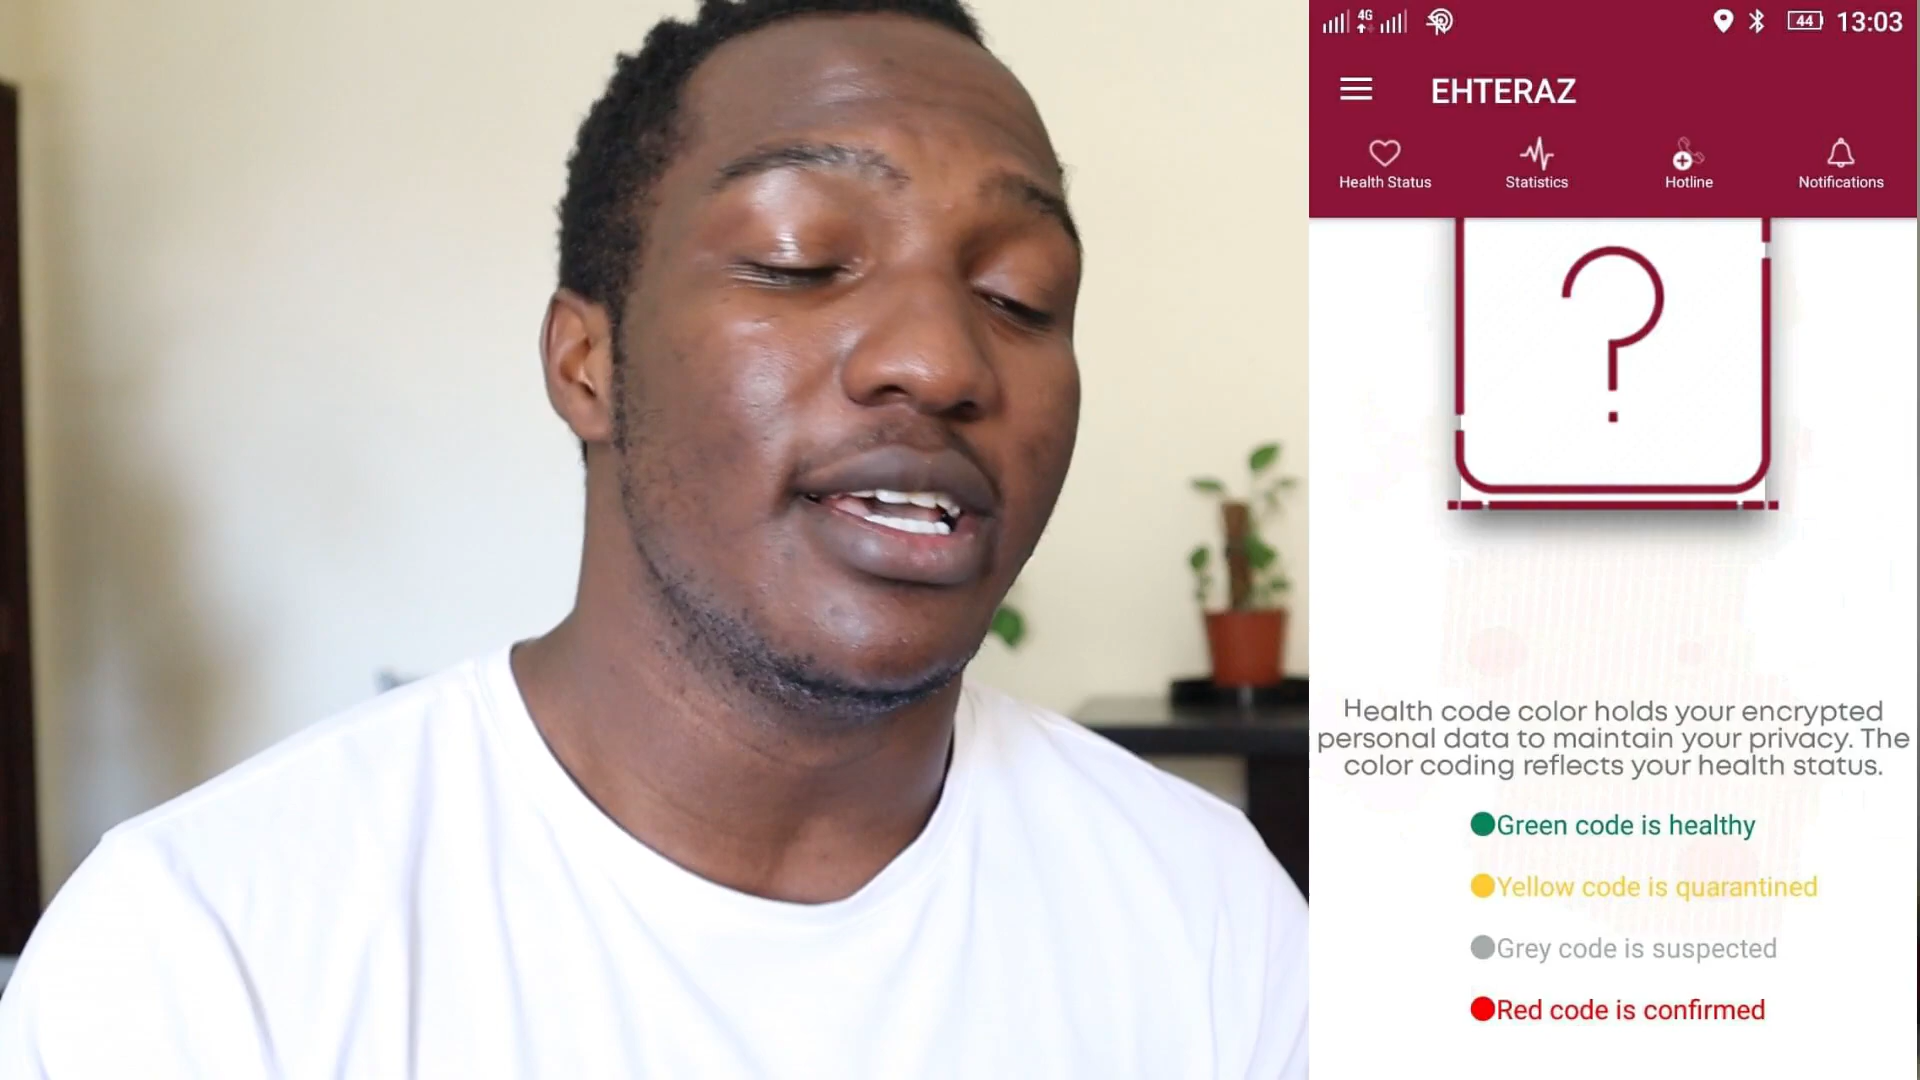 4G 44 13:03
EHTERAZ
Health Status Statistics Hotline Notifications
?
Health code color holds your encrypted
personal data to maintain your privacy. The
color coding reflects your health status.
Green code is healthy
Yellow code is quarantined
Grey code is suspected
Red code is confirmed